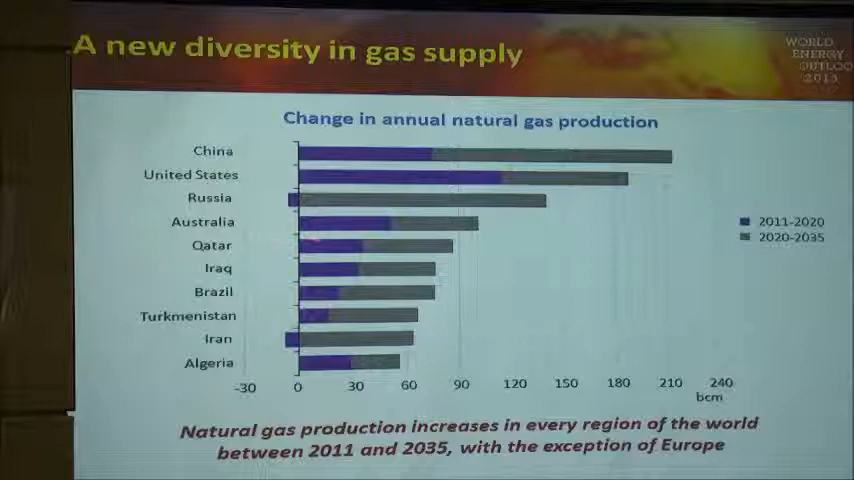 A new diversity in gas supply
WORLD
ENERGY
OUTLOO
2013
Change in annual natural gas production
China
United States
Russia
Australia
Qatar
Iraq
Brazil
Turkmenistan
Iran
Algeria
2011-2020
2020-2035
-30 0 30 60 90 120 150 180 210 240
bcm
Natural gas production increases in every region of the world
between 2011 and 2035, with the exception of Europe